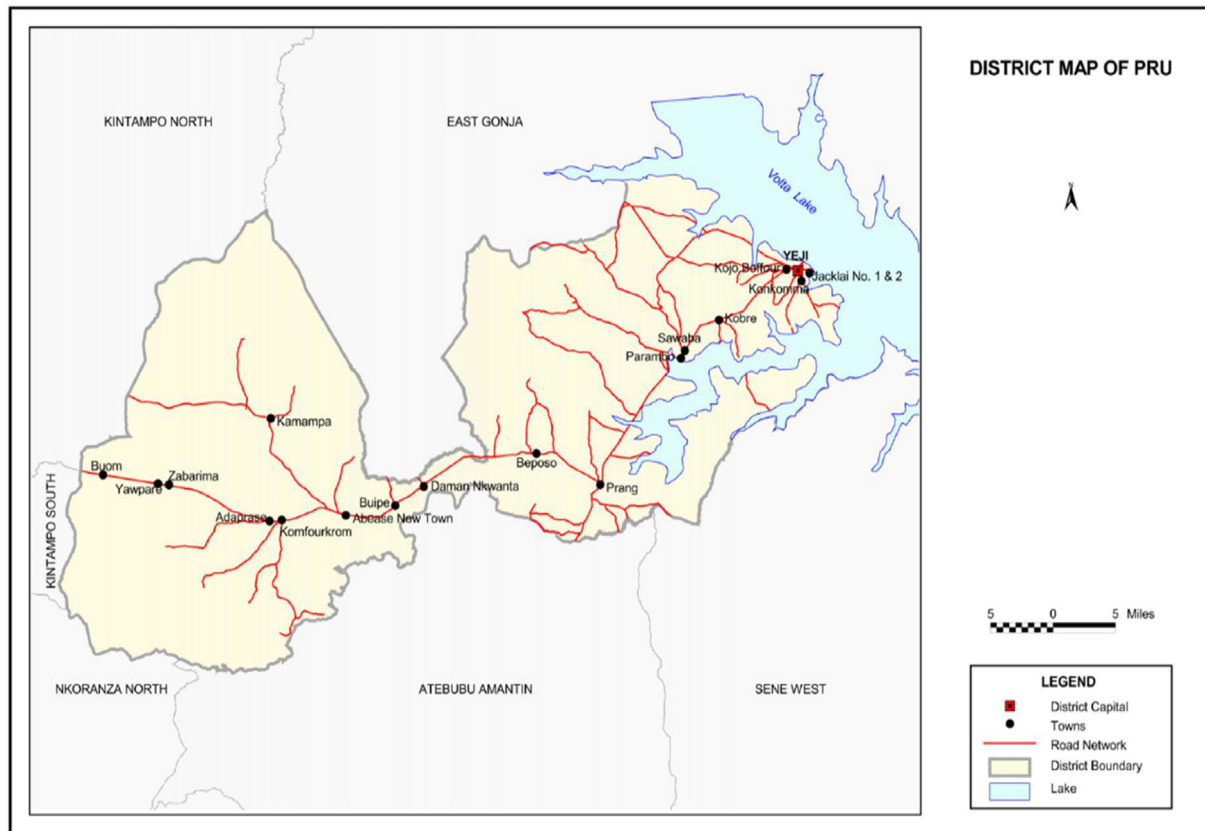 DISTRICT MAP OF PRU
N
KINTAMPO NORTH
EAST GONJA
Volta Lake
YEJI
Kojo Boffour
Jacklai No. 1 & 2
Konkomma
Kobre
Sawaba
Parambo
Kamampa
Beposo
Buom
Zabarima
Yawpare
Daman Nkwanta
Prang
Buipe
Abease New Town
Adaprase
Komfourkrom
KINTAMPO SOUTH
NKORANZA NORTH
ATEBUBU AMANTIN
SENE WEST
5 0 5 Miles
LEGEND
District Capital
Towns
Road Network
District Boundary
Lake